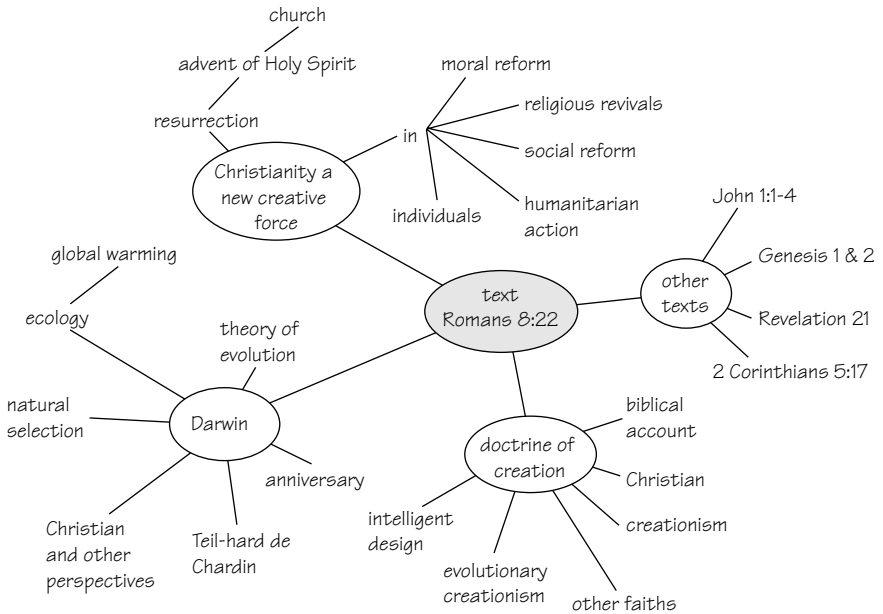 church
advent of Holy Spirit
resurrection
Christianity a
new creative
force
in
moral reform
religious revivals
social reform
humanitarian
action
individuals
text
Romans 8:22
other
texts
John 1:1-4
Genesis 1 & 2
Revelation 21
2 Corinthians 5:17
global warming
ecology
theory of
evolution
natural
selection
Darwin
anniversary
Christian
and other
perspectives
Teil-hard de
Chardin
doctrine of
creation
biblical
account
Christian
creationism
other faiths
evolutionary
creationism
intelligent
design